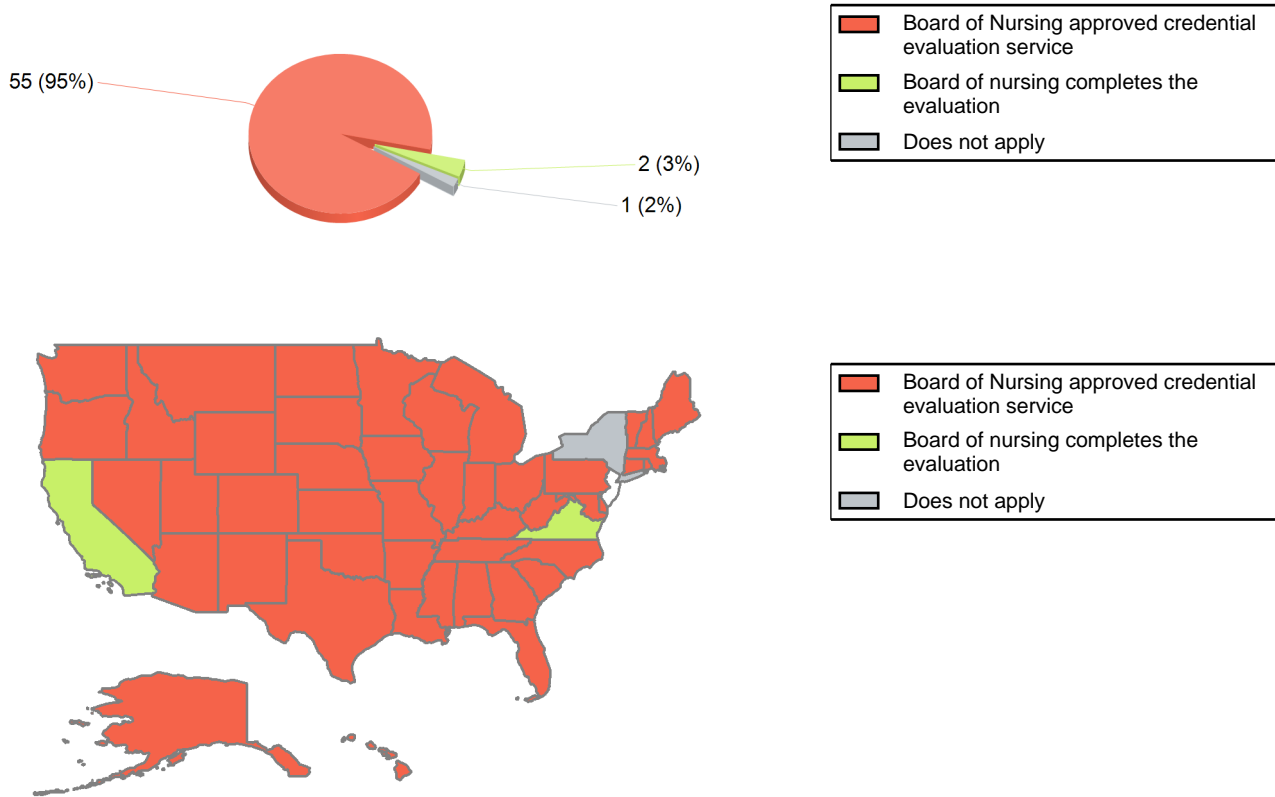 55 (95%)
2 (3%)
1 (2%)
Board of Nursing approved credential
evaluation service
Board of nursing completes the
evaluation
Does not apply
Board of Nursing approved credential
evaluation service
Board of nursing completes the
evaluation
Does not apply